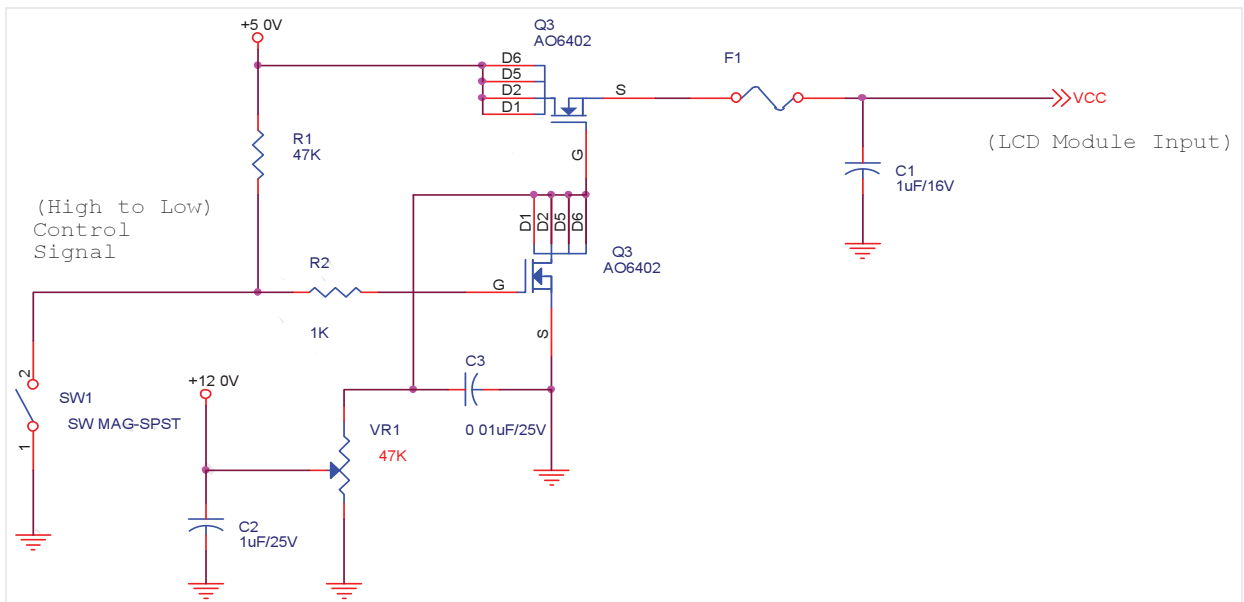 +5 0V
Q3
AO6402
D6
D5
D2
D1
S
G
F1
VCC
(LCD Module Input)
R1
47K
C1
1uF/16V
(High to Low)
Control
Signal
D1
D2
D5
D6
Q3
AO6402
R2
1K
G
S
2
SW1
SW MAG-SPST
1
+12 0V
C3
0 01uF/25V
VR1
47K
C2
1uF/25V